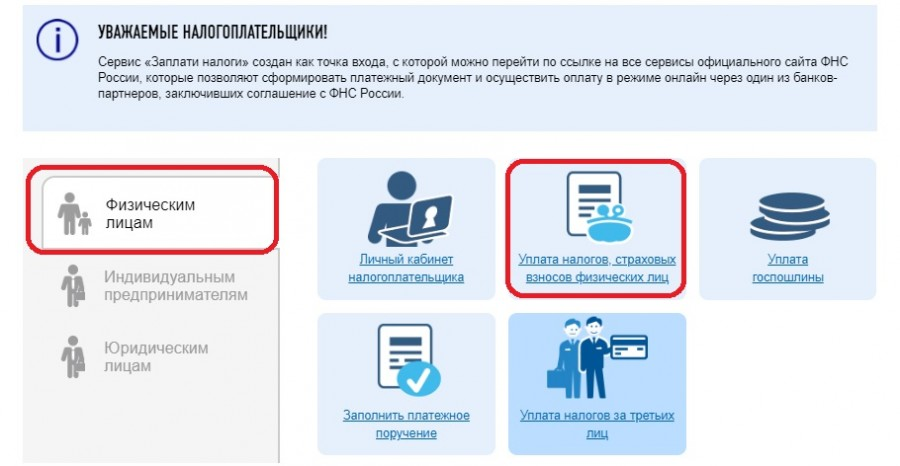 УВАЖАЕМЫЕ НАЛОГОПЛАТЕЛЬЩИКИ!
Сервис «Заплати налоги» создан как точка входа, с которой можно перейти по ссылке на все сервисы официального сайта ФНС
России, которые позволяют сформировать платежный документ и осуществить оплату в режиме онлайн через один из банков-
партнеров, заключивших соглашение с ФНС России.
Физическим
лицам
Индивидуальным
предпринимателям
Юридическим
лицам
Личный кабинет
налогоплательщика
Уплата налогов, страховых
взносов физических лиц
Уплата
госпошлины
Заполнить платежное
поручение
Уплата налогов за третьих
лиц